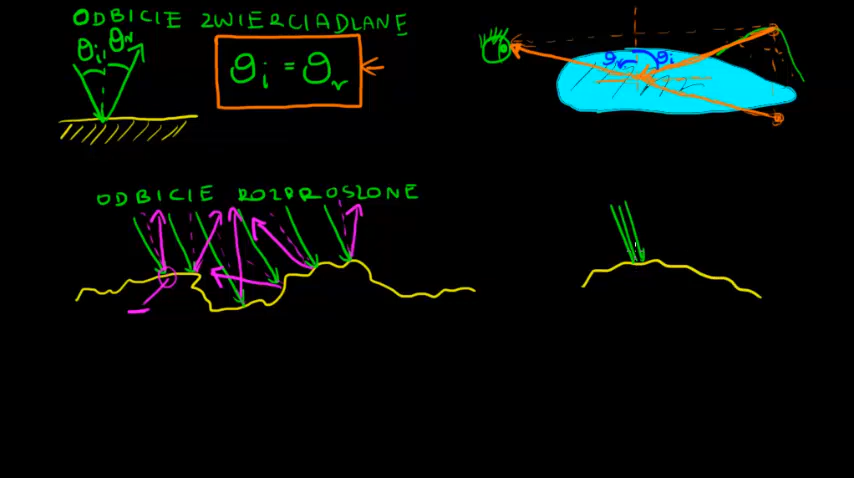 ODBICIE ZWIERCIADLANE
θi θr
θi = θr
θr θi
ODBICIE ROZPROSZONE